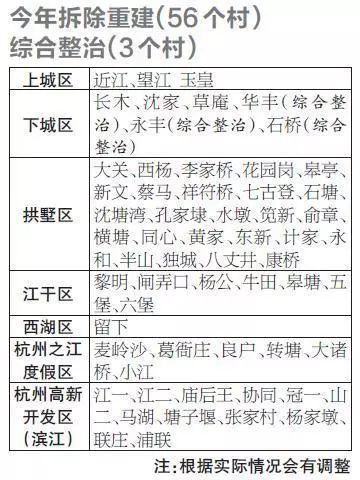 今年拆除重建(56个村)
综合整治(3个村)
上城区 近江、望江 玉皇
下城区 长木、沈家、草庵、华丰(综合整
治)、永丰(综合整治)、石桥(综合
整治)
拱墅区 大关、西杨、李家桥、花园岗、皋亭、
新文、蔡马、祥符桥、七古登、石塘、
沈塘湾、孔家埭、水墩、笕新、俞章、
横塘、同心、黄家、东新、计家、永
和、半山、独城、八丈井、康桥
江干区 黎明、闸弄口、杨公、牛田、皋塘、五
堡、六堡
西湖区 留下
杭州之江
度假区 麦岭沙、葛衙庄、良户、转塘、大诸
桥、小江
杭州高新
开发区
(滨江) 江一、江二、庙后王、协同、冠一、山
二、马湖、塘子堰、张家村、杨家墩、
联庄、浦联
注:根据实际情况会有调整